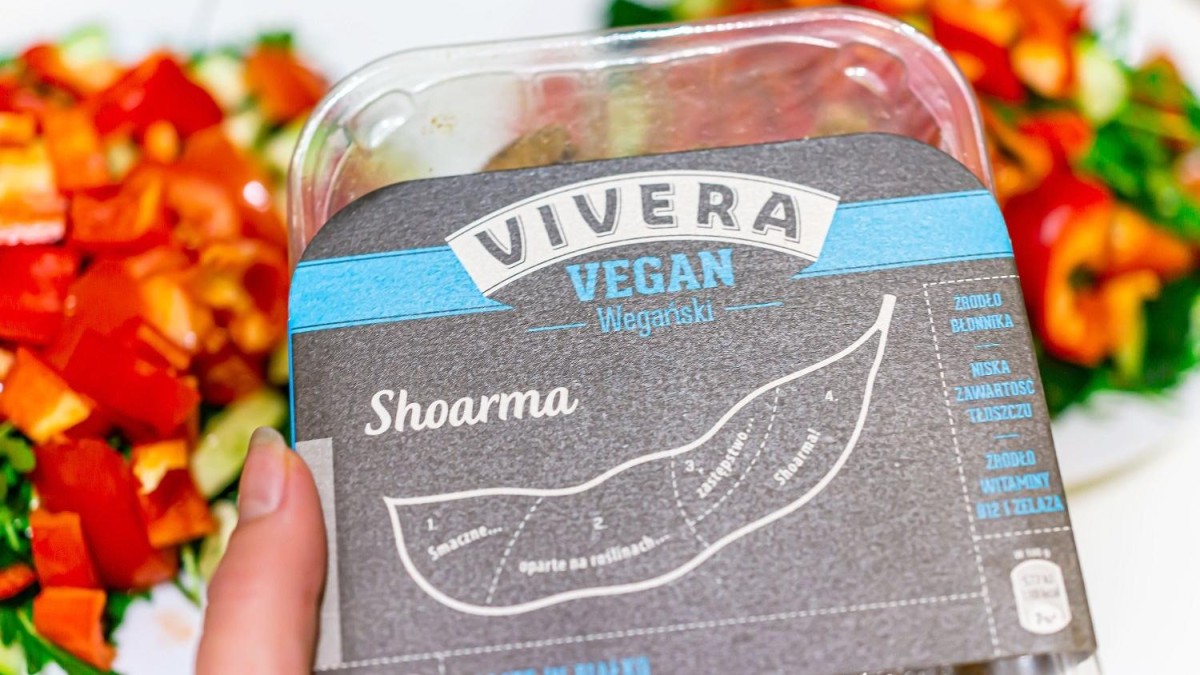 VIVERA
VEGAN
Wegański
Shoarma
1.
Smaczne...
2.
oparte na roślinach...
3.
zastępstwo...
4.
Shoarma!
ŹRÓDŁO
BŁONNIKA
NISKA
ZAWARTOŚĆ
TŁUSZCZU
ŹRÓDŁO
WITAMINY
B12 I ŻELAZA
W 100 g